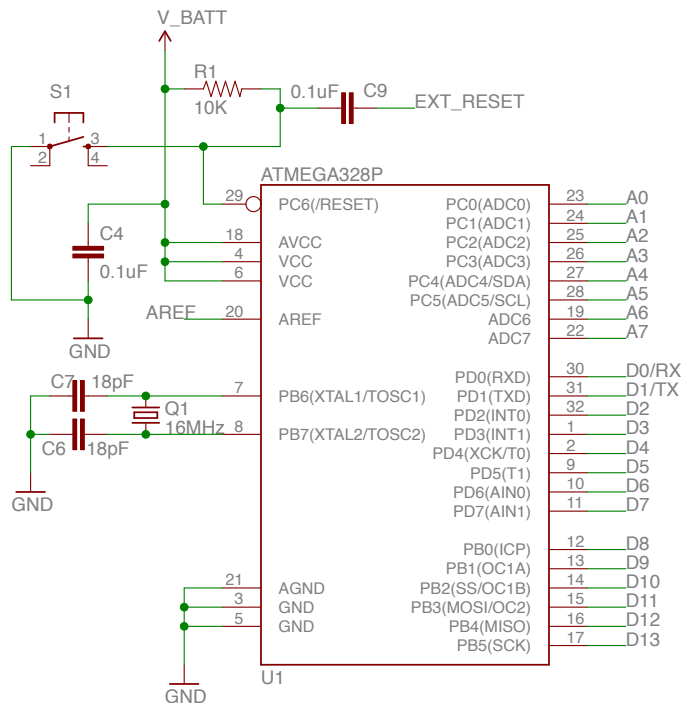 V_BATT
R1
10K
0.1uF
C9
EXT_RESET
S1
1
3
2
4
ATMEGA328P
29
PC6(/RESET)
18
AVCC
4
VCC
6
VCC
20
AREF
AREF
C4
0.1uF
GND
7
PB6(XTAL1/TOSC1)
8
PB7(XTAL2/TOSC2)
C7
18pF
Q1
16MHz
C6
18pF
GND
21
AGND
3
GND
5
GND
GND
U1
PC0(ADC0) 23 A0
PC1(ADC1) 24 A1
PC2(ADC2) 25 A2
PC3(ADC3) 26 A3
PC4(ADC4/SDA) 27 A4
PC5(ADC5/SCL) 28 A5
ADC6 19 A6
ADC7 22 A7
PD0(RXD) 30 D0/RX
PD1(TXD) 31 D1/TX
PD2(INT0) 32 D2
PD3(INT1) 1 D3
PD4(XCK/T0) 2 D4
PD5(T1) 9 D5
PD6(AIN0) 10 D6
PD7(AIN1) 11 D7
PB0(ICP) 12 D8
PB1(OC1A) 13 D9
PB2(SS/OC1B) 14 D10
PB3(MOSI/OC2) 15 D11
PB4(MISO) 16 D12
PB5(SCK) 17 D13